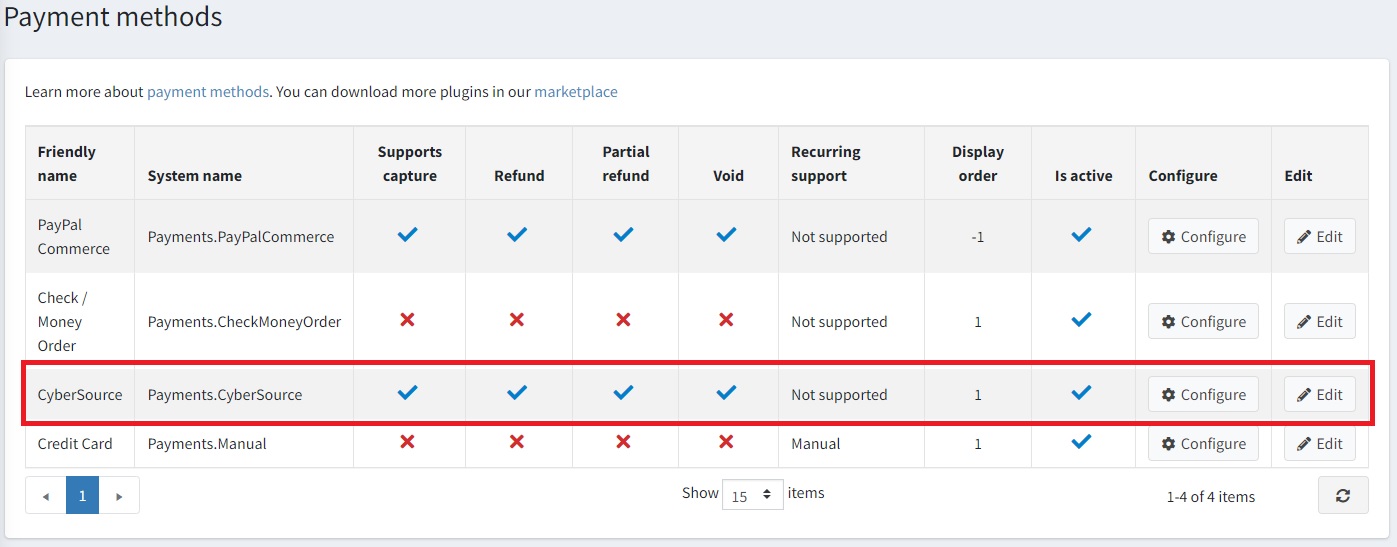 Payment methods
Learn more about payment methods. You can download more plugins in our marketplace
Friendly name System name Supports capture Refund Partial refund Void Recurring support Display order Is active Configure Edit
PayPal Commerce Payments.PayPalCommerce Not supported -1 Configure Edit
Check / Money Order Payments.CheckMoneyOrder Not supported 1 Configure Edit
CyberSource Payments.CyberSource Not supported 1 Configure Edit
Credit Card Payments.Manual Manual 1 Configure Edit
1 Show 15 items 1-4 of 4 items